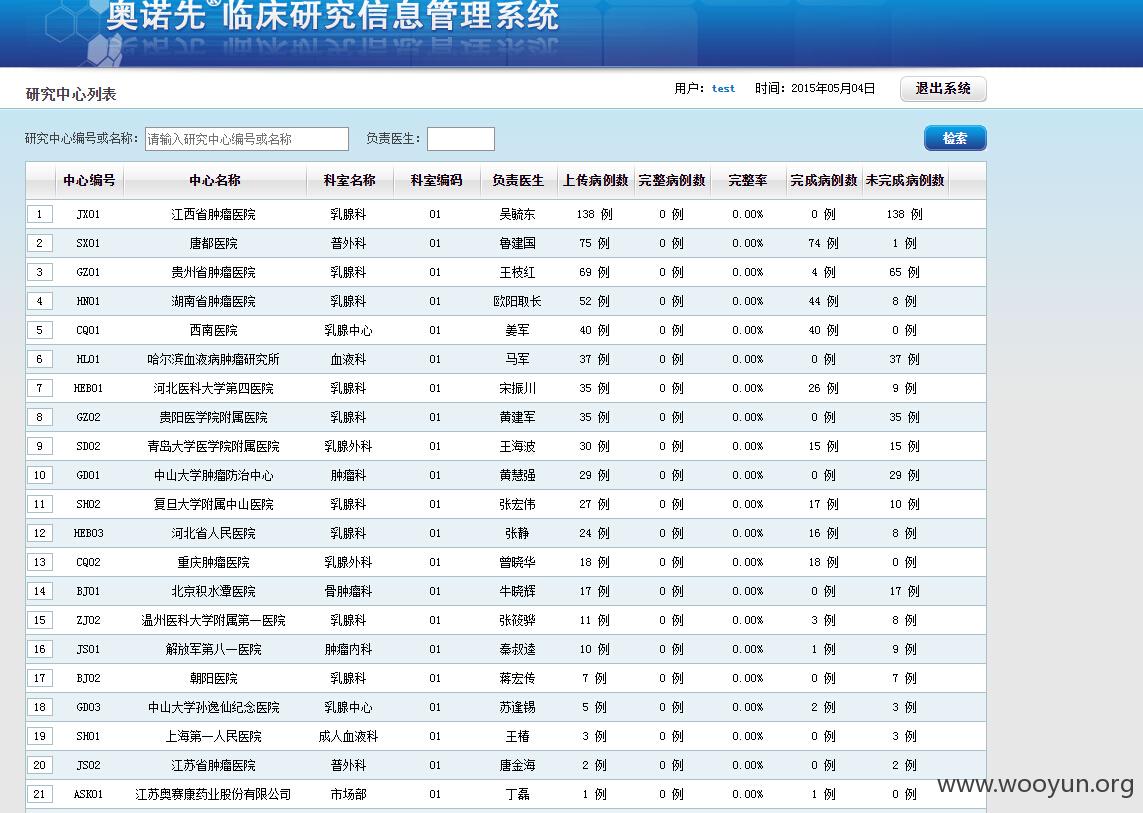 奥诺先®临床研究信息管理系统
研究中心列表 用户：test 时间：2015年05月04日 退出系统
研究中心编号或名称： 请输入研究中心编号或名称 负责医生： 检索
中心编号 中心名称 科室名称 科室编码 负责医生 上传病例数 完整病例数 完整率 完成病例数 未完成病例数
1 JX01 江西省肿瘤医院 乳腺科 01 吴毓东 138 例 0 例 0.00% 0 例 138 例
2 SX01 唐都医院 普外科 01 鲁建国 75 例 0 例 0.00% 74 例 1 例
3 GZ01 贵州省肿瘤医院 乳腺科 01 王枝红 69 例 0 例 0.00% 4 例 65 例
4 HN01 湖南省肿瘤医院 乳腺科 01 欧阳取长 52 例 0 例 0.00% 44 例 8 例
5 CQ01 西南医院 乳腺中心 01 姜军 40 例 0 例 0.00% 40 例 0 例
6 HL01 哈尔滨血液病肿瘤研究所 血液科 01 马军 37 例 0 例 0.00% 0 例 37 例
7 HEB01 河北医科大学第四医院 乳腺科 01 宋振川 35 例 0 例 0.00% 26 例 9 例
8 GZ02 贵阳医学院附属医院 乳腺科 01 黄建军 35 例 0 例 0.00% 0 例 35 例
9 SD02 青岛大学医学院附属医院 乳腺外科 01 王海波 30 例 0 例 0.00% 15 例 15 例
10 GD01 中山大学肿瘤防治中心 肿瘤科 01 黄慧强 29 例 0 例 0.00% 0 例 29 例
11 SH02 复旦大学附属中山医院 乳腺科 01 张宏伟 27 例 0 例 0.00% 17 例 10 例
12 HEB03 河北省人民医院 乳腺科 01 张静 24 例 0 例 0.00% 16 例 8 例
13 CQ02 重庆肿瘤医院 乳腺外科 01 曾晓华 18 例 0 例 0.00% 18 例 0 例
14 BJ01 北京积水潭医院 骨肿瘤科 01 牛晓辉 17 例 0 例 0.00% 0 例 17 例
15 ZJ02 温州医科大学附属第一医院 乳腺科 01 张筱骅 11 例 0 例 0.00% 3 例 8 例
16 JS01 解放军第八一医院 肿瘤内科 01 秦叔逵 10 例 0 例 0.00% 1 例 9 例
17 BJ02 朝阳医院 乳腺科 01 蒋宏传 7 例 0 例 0.00% 0 例 7 例
18 GD03 中山大学孙逸仙纪念医院 乳腺中心 01 苏逢锡 5 例 0 例 0.00% 2 例 3 例
19 SH01 上海第一人民医院 成人血液科 01 王椿 3 例 0 例 0.00% 0 例 3 例
20 JS02 江苏省肿瘤医院 普外科 01 唐金海 2 例 0 例 0.00% 0 例 2 例
21 ASK01 江苏奥赛康药业股份有限公司 市场部 01 丁磊 1 例 0 例 0.00% 1 例 0 例
www.wooyun.org